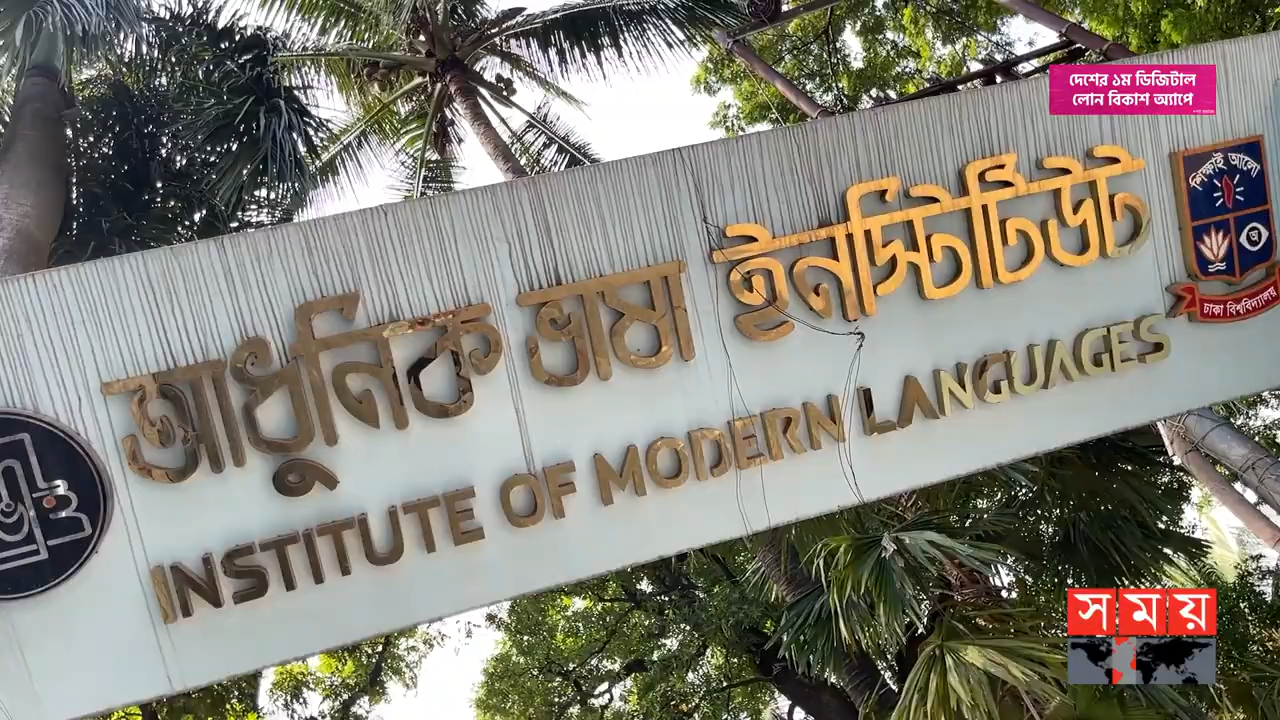 দেশের ১ম ডিজিটাল
লোন বিকাশ অ্যাপে
আধুনিক ভাষা ইনস্টিটিউট
INSTITUTE OF MODERN LANGUAGES
শিক্ষাই আলো
অ
ঢাকা বিশ্ববিদ্যালয়
সময়